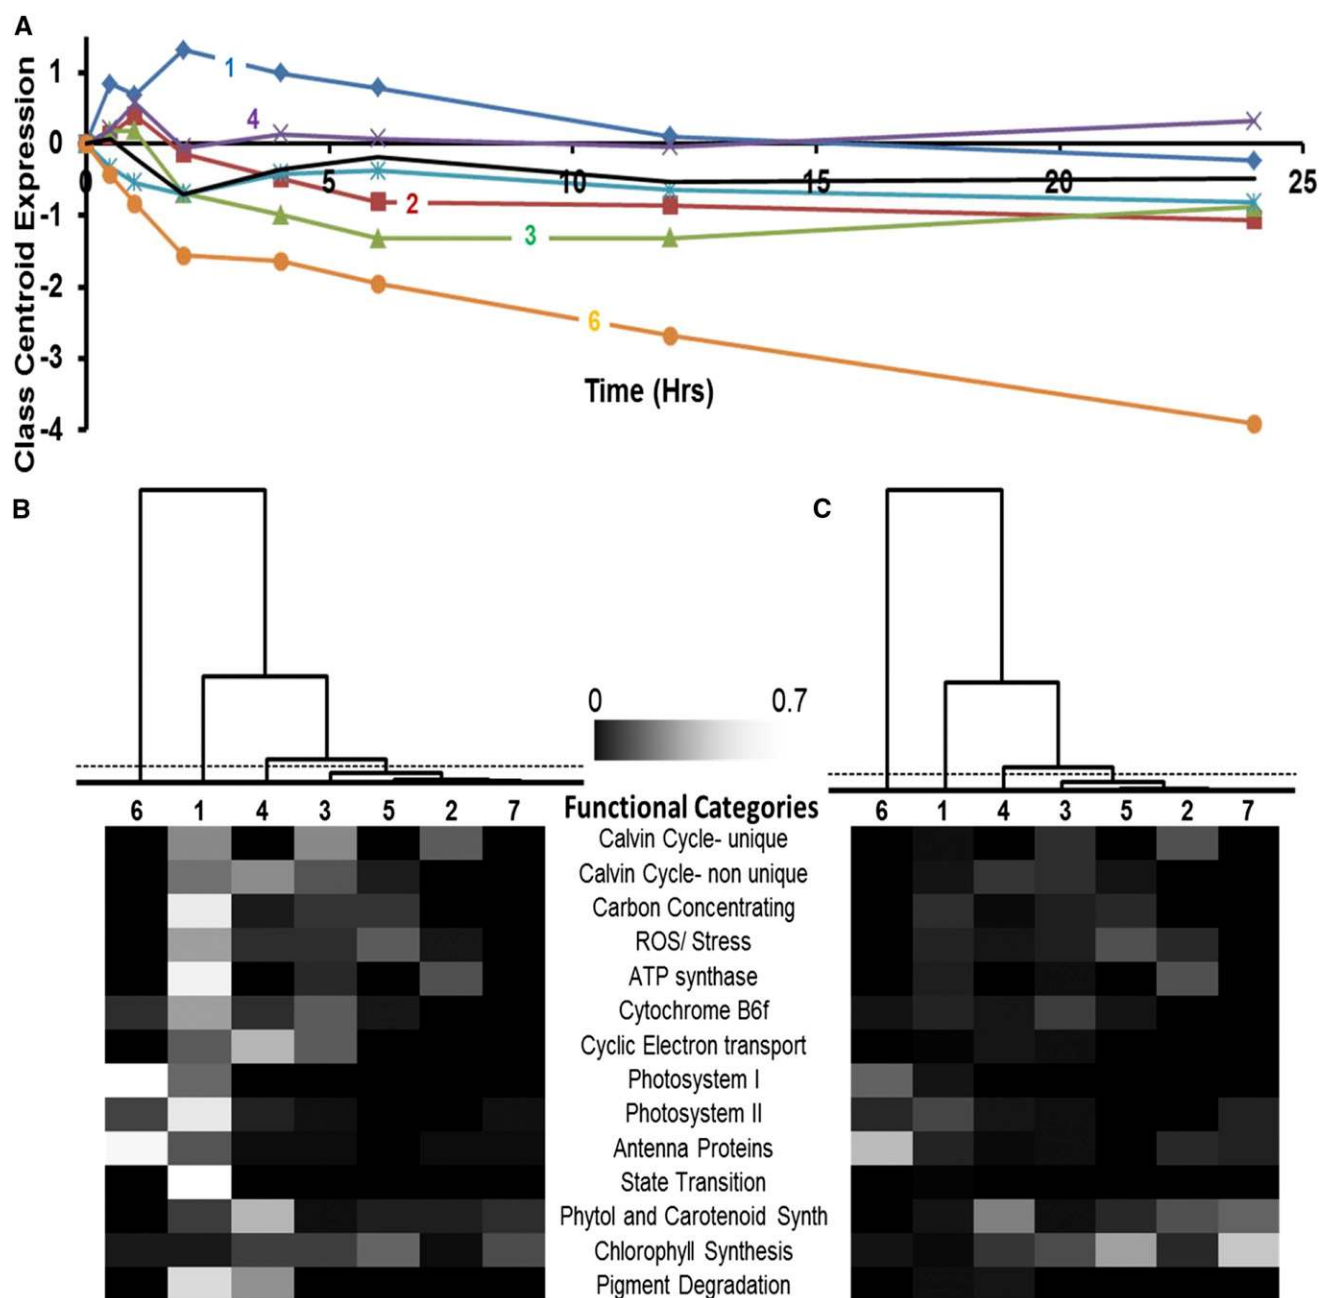 A
Class Centroid Expression
1
0
-1
-2
-3
-4
0 5 10 15 20 25
1
4
2
3
6
Time (Hrs)
B
C
0 0.7
6 1 4 3 5 2 7
Functional Categories
6 1 4 3 5 2 7
Calvin Cycle- unique
Calvin Cycle- non unique
Carbon Concentrating
ROS/ Stress
ATP synthase
Cytochrome B6f
Cyclic Electron transport
Photosystem I
Photosystem II
Antenna Proteins
State Transition
Phytol and Carotenoid Synth
Chlorophyll Synthesis
Pigment Degradation